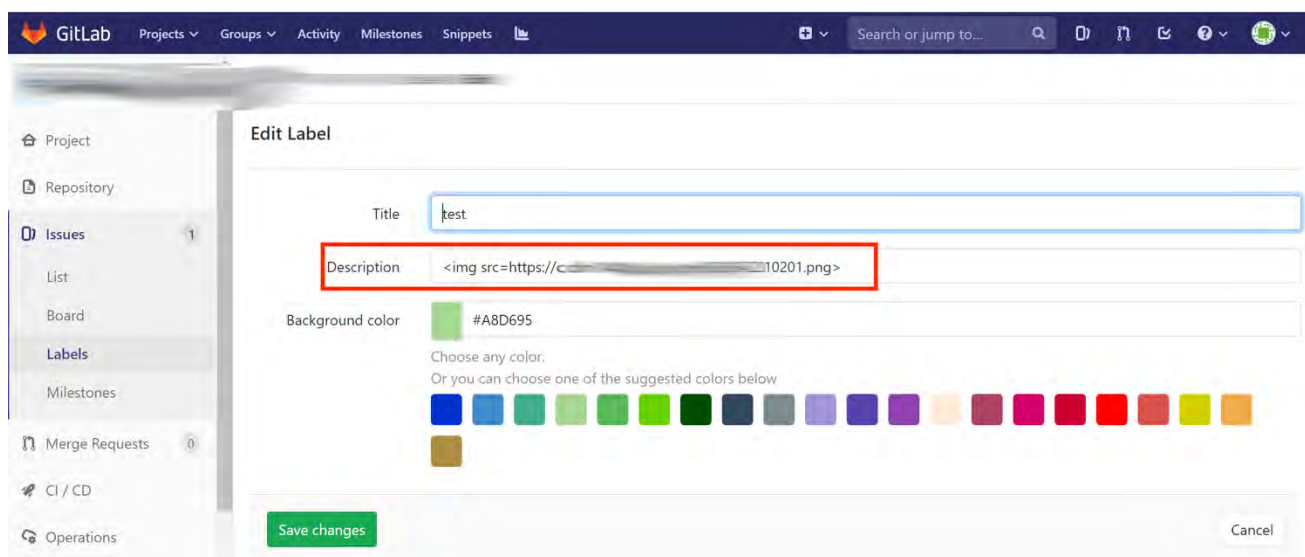 GitLab Projects Groups Activity Milestones Snippets Search or jump to...
Edit Label
Project
Repository
Issues 1
List
Board
Labels
Milestones
Merge Requests 0
CI / CD
Operations
Title test
Description <img src=https://c 10201.png>
Background color #A8D695
Choose any color.
Or you can choose one of the suggested colors below
Save changes Cancel